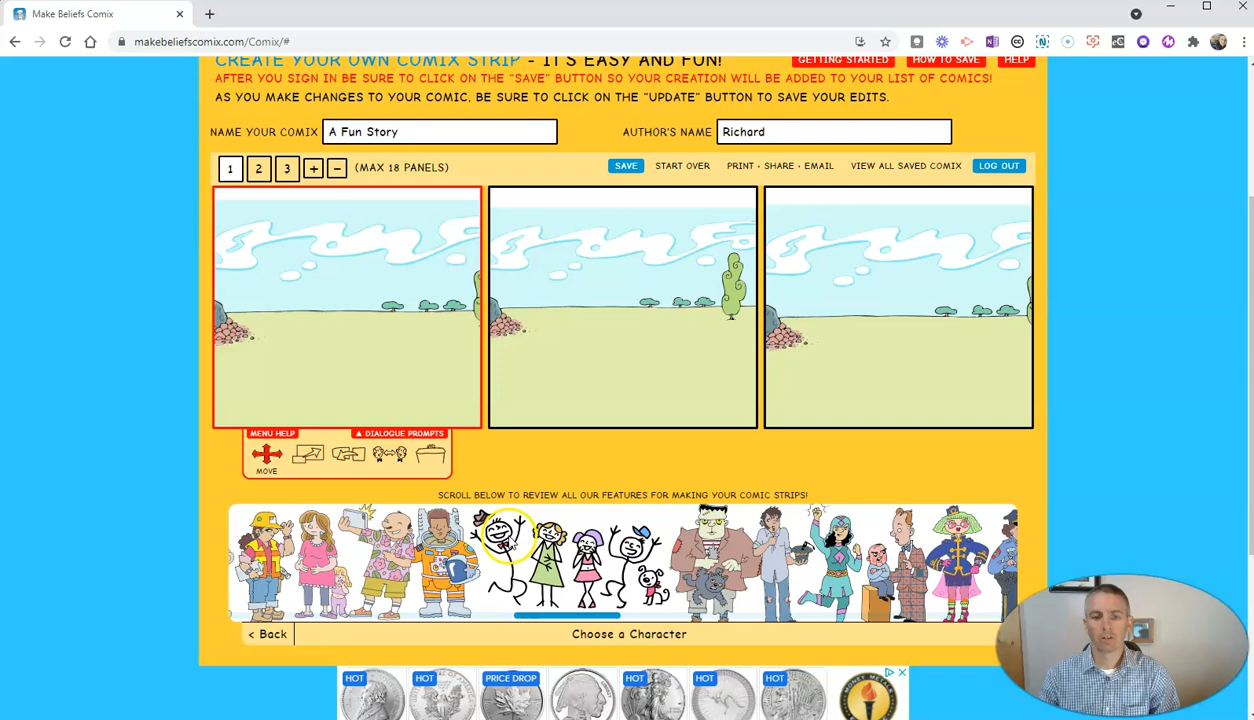 Make Beliefs Comix
makebeliefscomix.com/Comix/#
CREATE YOUR OWN COMIX STRIP - IT'S EASY AND FUN!
GETTING STARTED
HOW TO SAVE
HELP
AFTER YOU SIGN IN BE SURE TO CLICK ON THE "SAVE" BUTTON SO YOUR CREATION WILL BE ADDED TO YOUR LIST OF COMICS!
AS YOU MAKE CHANGES TO YOUR COMIC, BE SURE TO CLICK ON THE "UPDATE" BUTTON TO SAVE YOUR EDITS.
NAME YOUR COMIX A Fun Story
AUTHOR'S NAME Richard
1 2 3 + - (MAX 18 PANELS)
SAVE START OVER PRINT · SHARE · EMAIL VIEW ALL SAVED COMIX LOG OUT
MENU HELP
▲ DIALOGUE PROMPTS
MOVE
SCROLL BELOW TO REVIEW ALL OUR FEATURES FOR MAKING YOUR COMIC STRIPS!
< Back
Choose a Character
HOT HOT PRICE DROP HOT HOT HOT
MONEY METALS